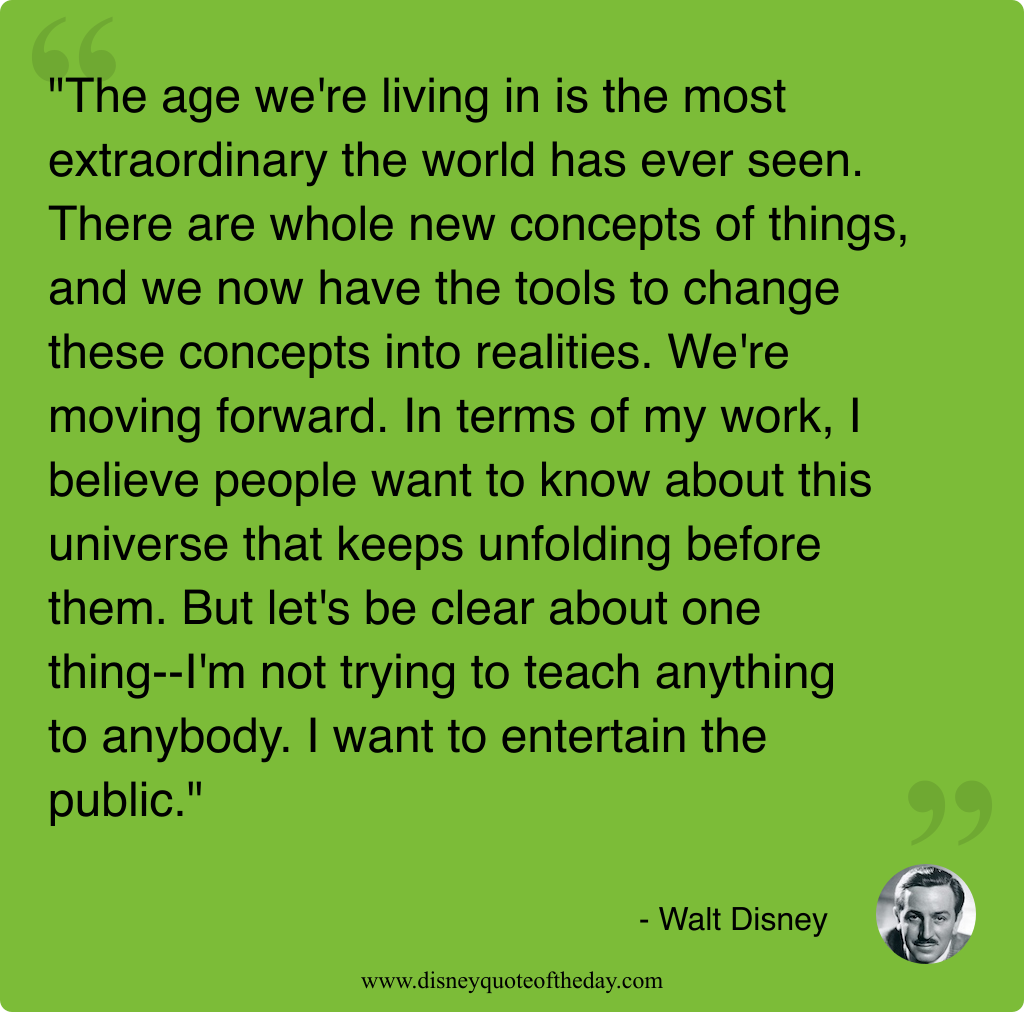 "The age we're living in is the most
extraordinary the world has ever seen.
There are whole new concepts of things,
and we now have the tools to change
these concepts into realities. We're
moving forward. In terms of my work, I
believe people want to know about this
universe that keeps unfolding before
them. But let's be clear about one
thing--I'm not trying to teach anything
to anybody. I want to entertain the
public."
- Walt Disney
www.disneyquoteoftheday.com